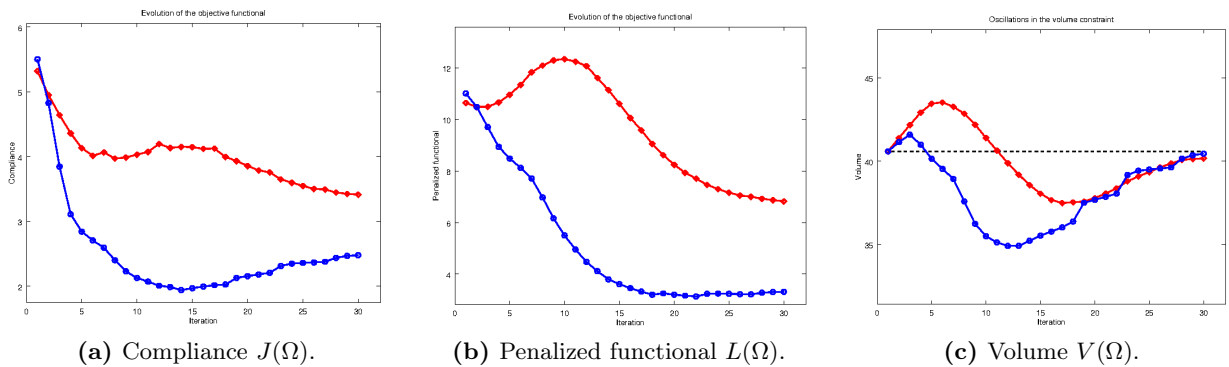 Evolution of the objective functional
6
5
4
3
2
Compliance
0
5
10
15
20
25
30
Iteration
(a) Compliance J(Ω).
Evolution of the objective functional
12
10
8
6
4
Penalized functional
0
5
10
15
20
25
30
Iteration
(b) Penalized functional L(Ω).
Oscillations in the volume constraint
45
40
35
Volume
0
5
10
15
20
25
30
Iteration
(c) Volume V(Ω).